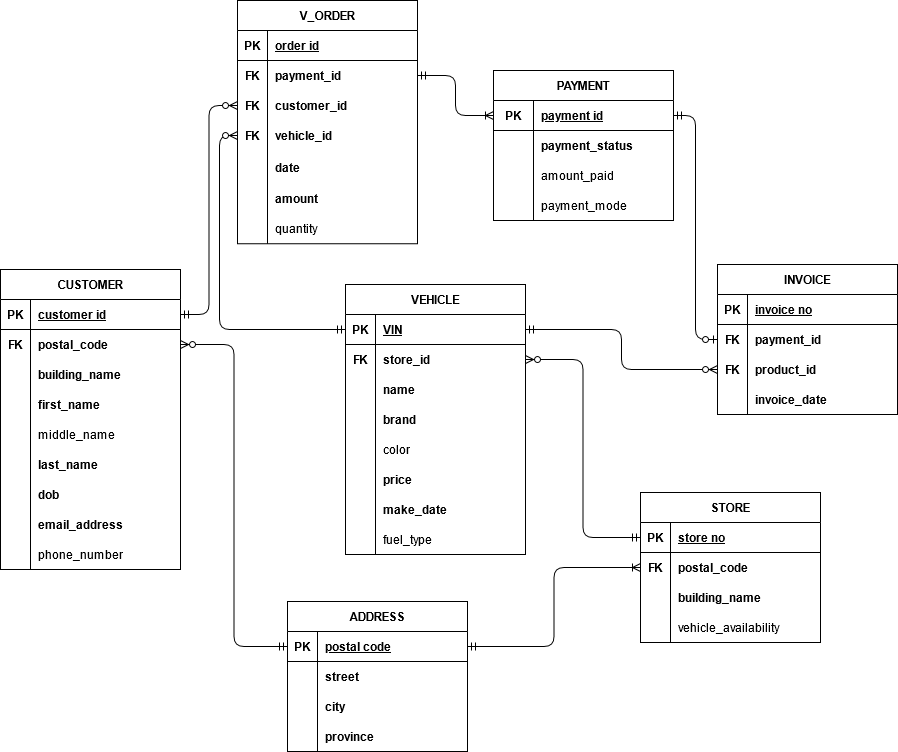 V_ORDER
PK order id
FK payment_id
FK customer_id
FK vehicle_id
date
amount
quantity
PAYMENT
PK payment id
payment_status
amount_paid
payment_mode
CUSTOMER
PK customer id
FK postal_code
building_name
first_name
middle_name
last_name
dob
email_address
phone_number
VEHICLE
PK VIN
FK store_id
name
brand
color
price
make_date
fuel_type
INVOICE
PK invoice no
FK payment_id
FK product_id
invoice_date
STORE
PK store no
FK postal_code
building_name
vehicle_availability
ADDRESS
PK postal code
street
city
province